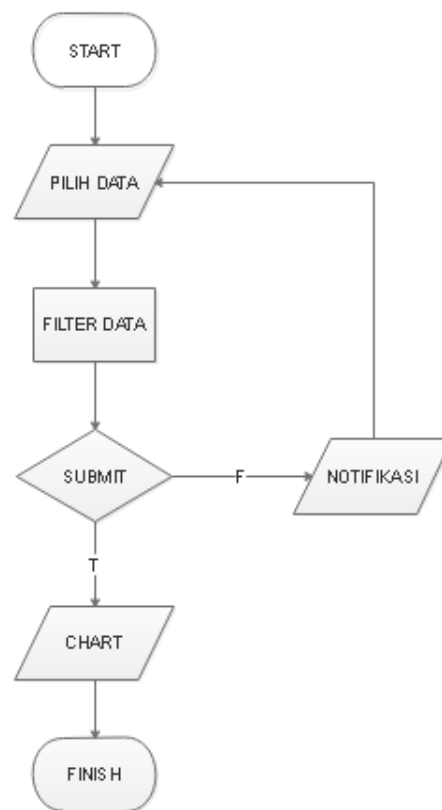 START
PILIH DATA
FILTER DATA
SUBMIT
F
NOTIFIKASI
T
CHART
FINISH